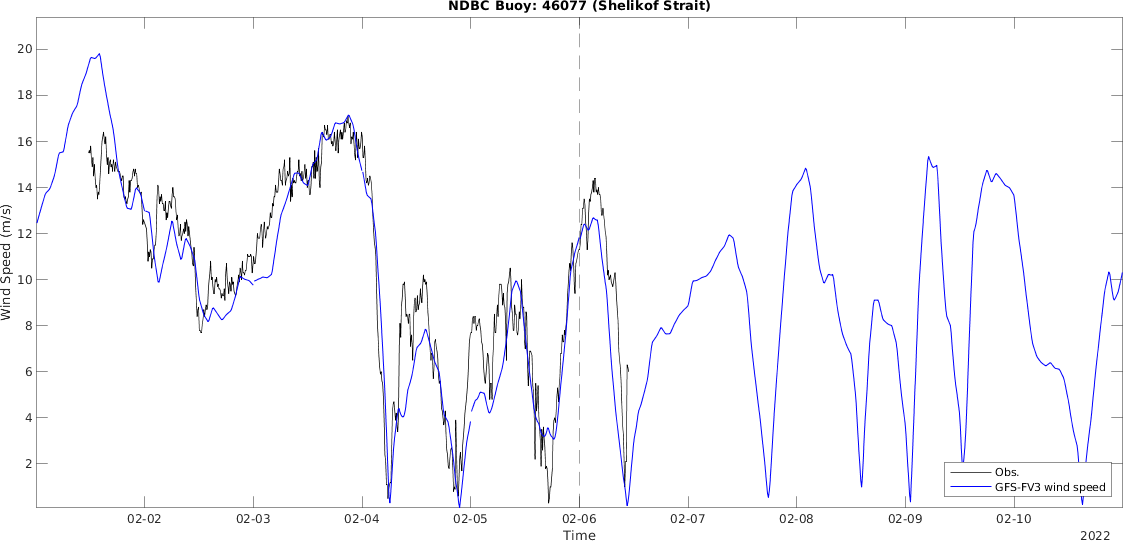 NDBC Buoy: 46077 (Shelikof Strait)
20
18
16
14
12
10
8
6
4
2
Wind Speed (m/s)
Obs.
GFS-FV3 wind speed
02-02 02-03 02-04 02-05 02-06 02-07 02-08 02-09 02-10
Time
2022